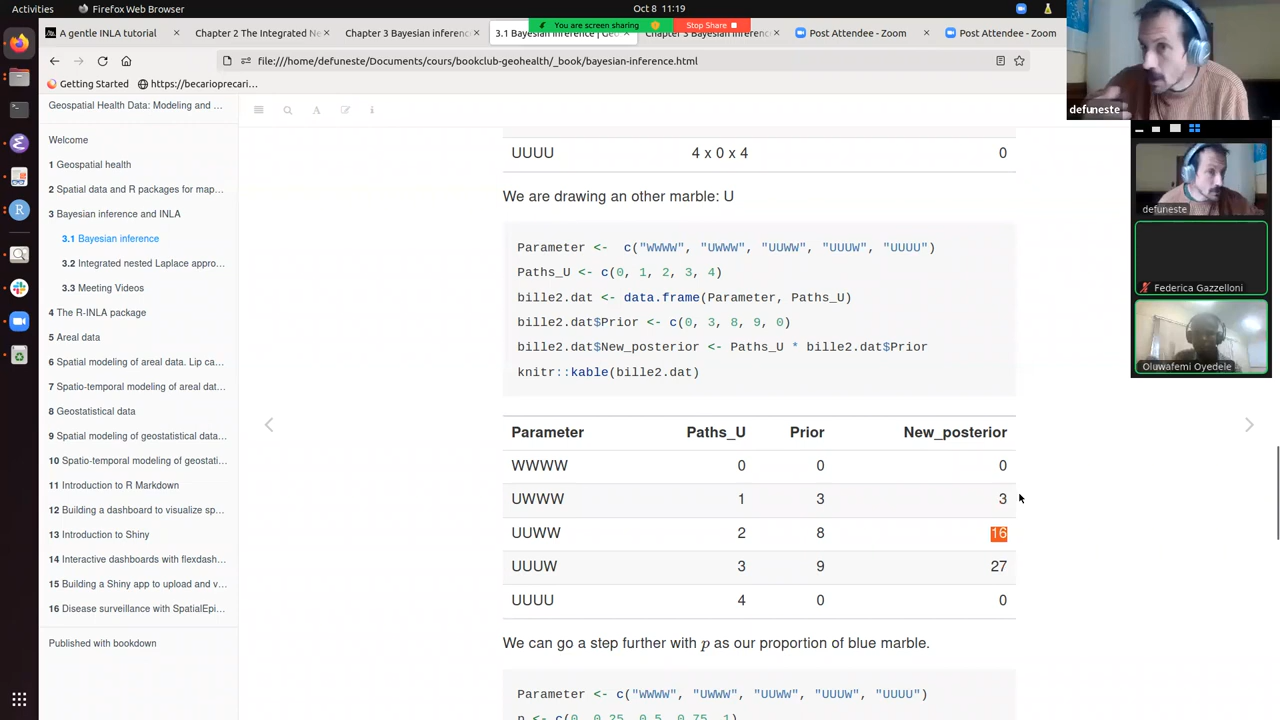 Activities
Firefox Web Browser
Oct 8 11:19
You are screen sharing
Stop Share
A gentle INLA tutorial
Chapter 2 The Integrated Ne
Chapter 3 Bayesian inferenc
3.1 Bayesian inference | Geo
Chapter 3 Bayesian inference
Post Attendee - Zoom
Post Attendee - Zoom
file:///home/defuneste/Documents/cours/bookclub-geohealth/_book/bayesian-inference.html
Getting Started
https://becarioprecari…
defuneste
Geospatial Health Data: Modeling and …
Welcome
1 Geospatial health
2 Spatial data and R packages for map…
3 Bayesian inference and INLA
3.1 Bayesian inference
3.2 Integrated nested Laplace appro…
3.3 Meeting Videos
4 The R-INLA package
5 Areal data
6 Spatial modeling of areal data. Lip ca…
7 Spatio-temporal modeling of areal dat…
8 Geostatistical data
9 Spatial modeling of geostatistical data…
10 Spatio-temporal modeling of geostati…
11 Introduction to R Markdown
12 Building a dashboard to visualize sp…
13 Introduction to Shiny
14 Interactive dashboards with flexdash…
15 Building a Shiny app to upload and v…
16 Disease surveillance with SpatialEpi…
Published with bookdown
UUUU 4 x 0 x 4 0
We are drawing an other marble: U
Parameter <- c("WWWW", "UWWW", "UUWW", "UUUW", "UUUU")
Paths_U <- c(0, 1, 2, 3, 4)
bille2.dat <- data.frame(Parameter, Paths_U)
bille2.dat$Prior <- c(0, 3, 8, 9, 0)
bille2.dat$New_posterior <- Paths_U * bille2.dat$Prior
knitr::kable(bille2.dat)
Parameter Paths_U Prior New_posterior
WWWW 0 0 0
UWWW 1 3 3
UUWW 2 8 16
UUUW 3 9 27
UUUU 4 0 0
We can go a step further with p as our proportion of blue marble.
Parameter <- c("WWWW", "UWWW", "UUWW", "UUUW", "UUUU")
p <- c(0, 0.25, 0.5, 0.75, 1)
defuneste
Federica Gazzelloni
Oluwafemi Oyedele